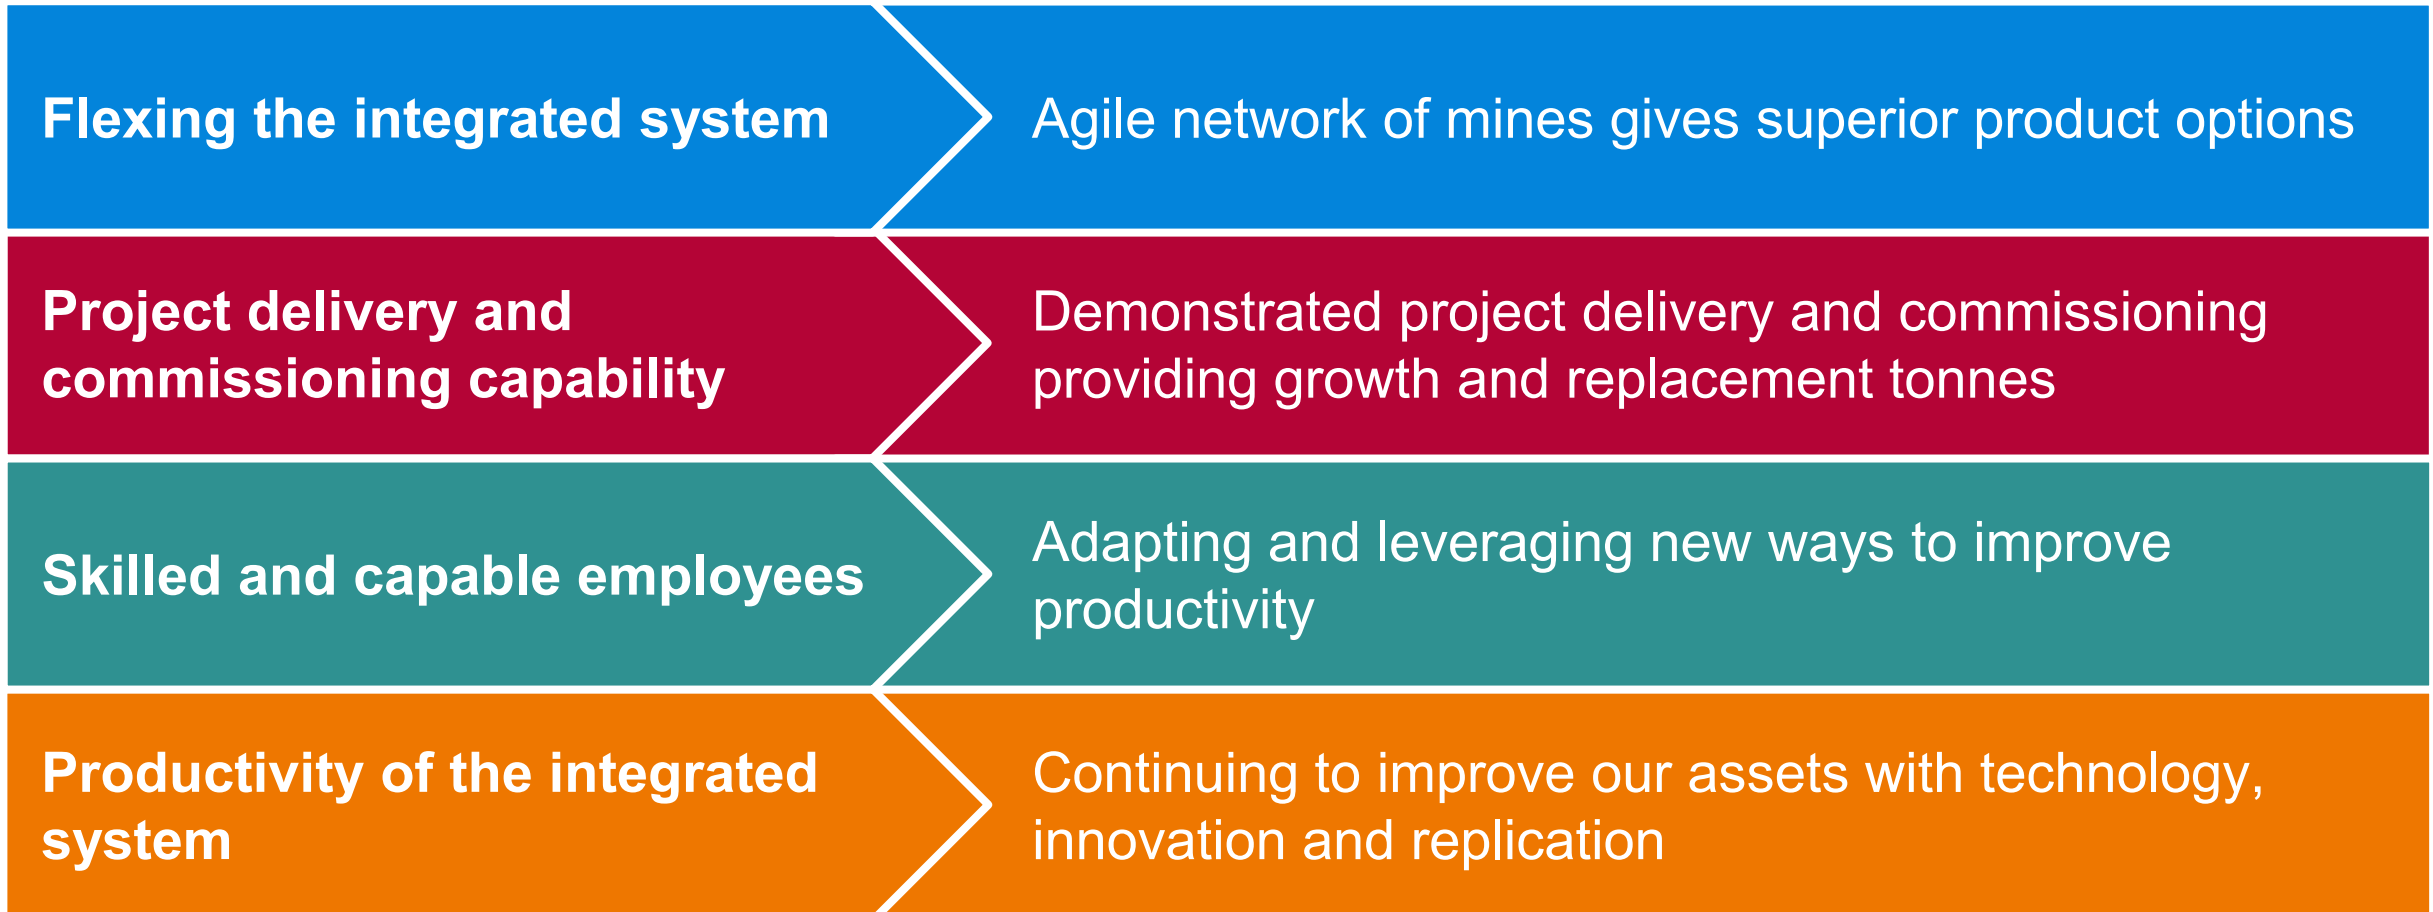 Flexing the integrated system
Agile network of mines gives superior product options
Project delivery and
commissioning capability
Demonstrated project delivery and commissioning
providing growth and replacement tonnes
Skilled and capable employees
Adapting and leveraging new ways to improve
productivity
Productivity of the integrated
system
Continuing to improve our assets with technology,
innovation and replication